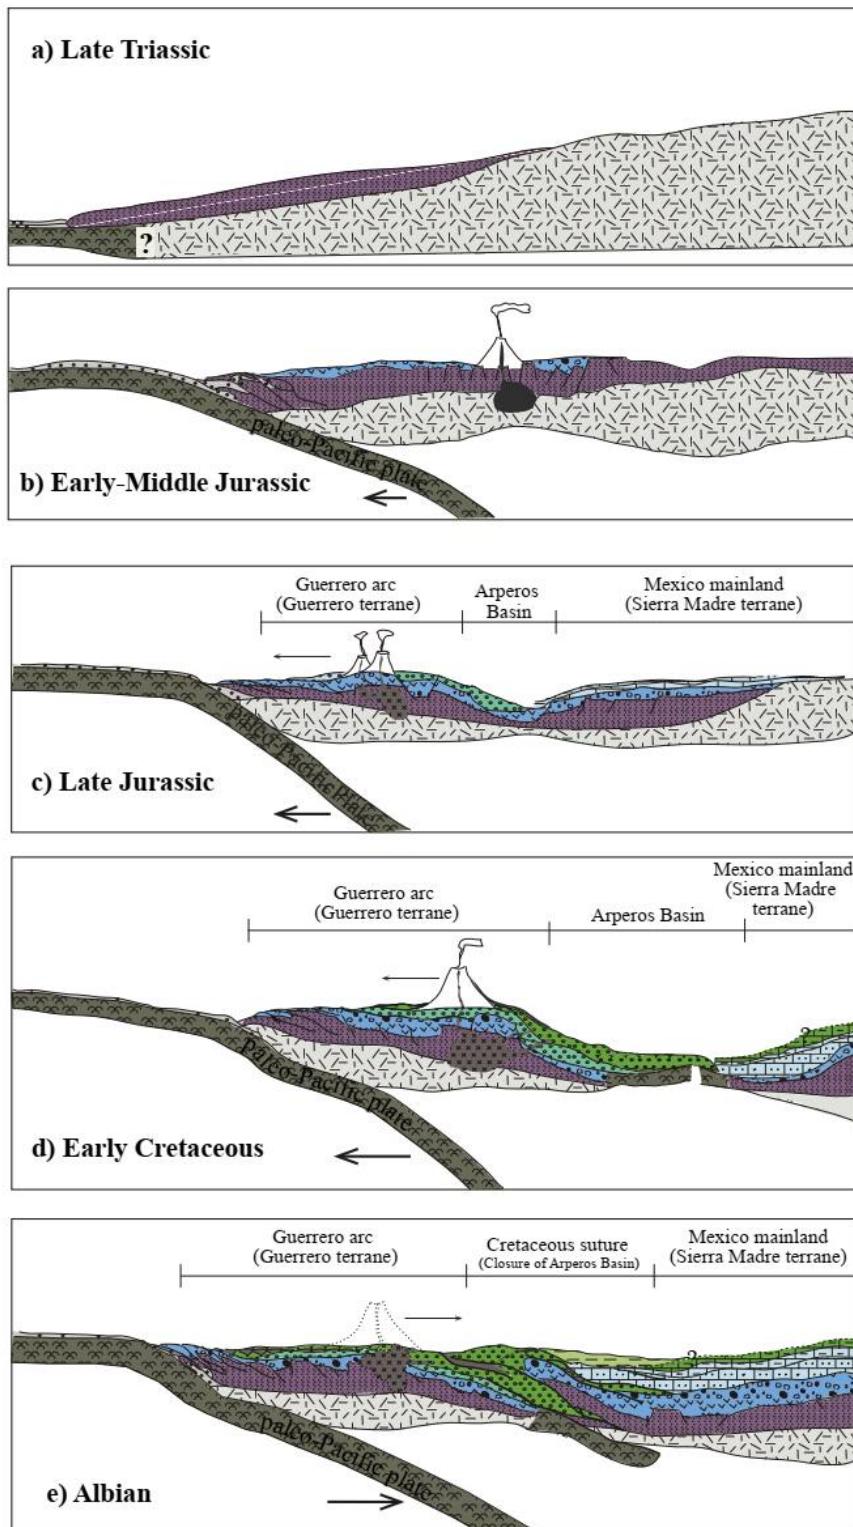 a) Late Triassic
?
paleo-Pacific plate
b) Early-Middle Jurassic
Guerrero arc
(Guerrero terrane)
Arperos
Basin
Mexico mainland
(Sierra Madre terrane)
paleo-Pacific plate
c) Late Jurassic
Guerrero arc
(Guerrero terrane)
Arperos Basin
Mexico mainland
(Sierra Madre
terrane)
?
Paleo-Pacific plate
d) Early Cretaceous
Guerrero arc
(Guerrero terrane)
Cretaceous suture
(Closure of Arperos Basin)
Mexico mainland
(Sierra Madre terrane)
?
paleo-Pacific plate
e) Albian